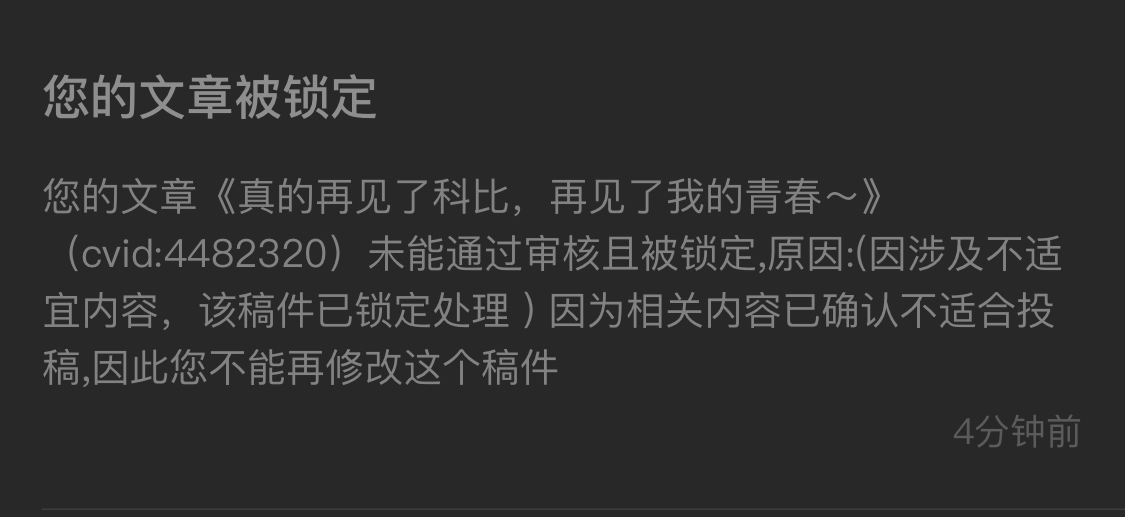 您的文章被锁定
您的文章《真的再见了科比，再见了我的青春～》
（cvid:4482320）未能通过审核且被锁定,原因:(因涉及不适
宜内容，该稿件已锁定处理 ) 因为相关内容已确认不适合投
稿,因此您不能再修改这个稿件
4分钟前